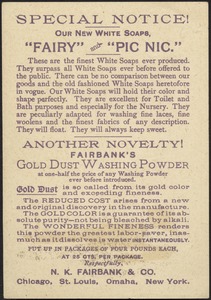 SPECIAL NOTICE!
OUR NEW WHITE SOAPS,
"FAIRY" and "PIC NIC."
These are the finest White Soaps ever produced.
They surpass all White Soaps ever before offered to
the public. There can be no comparison between our
goods and the old fashioned White Soaps heretofore
in vogue. Our White Soaps will hold their color and
shape perfectly. They are excellent for Toilet and
Bath purposes and especially for the Nursery. They are
peculiarly adapted for washing fine laces, fine
woolens and the finest fabrics of any description.
They will float. They will always keep sweet.
ANOTHER NOVELTY!
FAIRBANK'S
GOLD DUST WASHING POWDER
at one-half the price of any Washing Powder
ever before introduced.
Gold Dust is so called from its gold color
and exceeding fineness.
The REDUCED COST arises from a new
and original discovery in the manufacture.
The GOLD COLOR is a guarantee of its ab-
solute purity—not being bleached by alkali.
The WONDERFUL FINENESS renders
this powder the greatest labor-saver, inas-
much as it dissolves in water INSTANTANEOUSLY.
PUT UP IN PACKAGES OF FOUR POUNDS EACH,
AT 25 CTS. PER PACKAGE.
Respectfully,
N. K. FAIRBANK & CO.
Chicago, St. Louis, Omaha, New York.